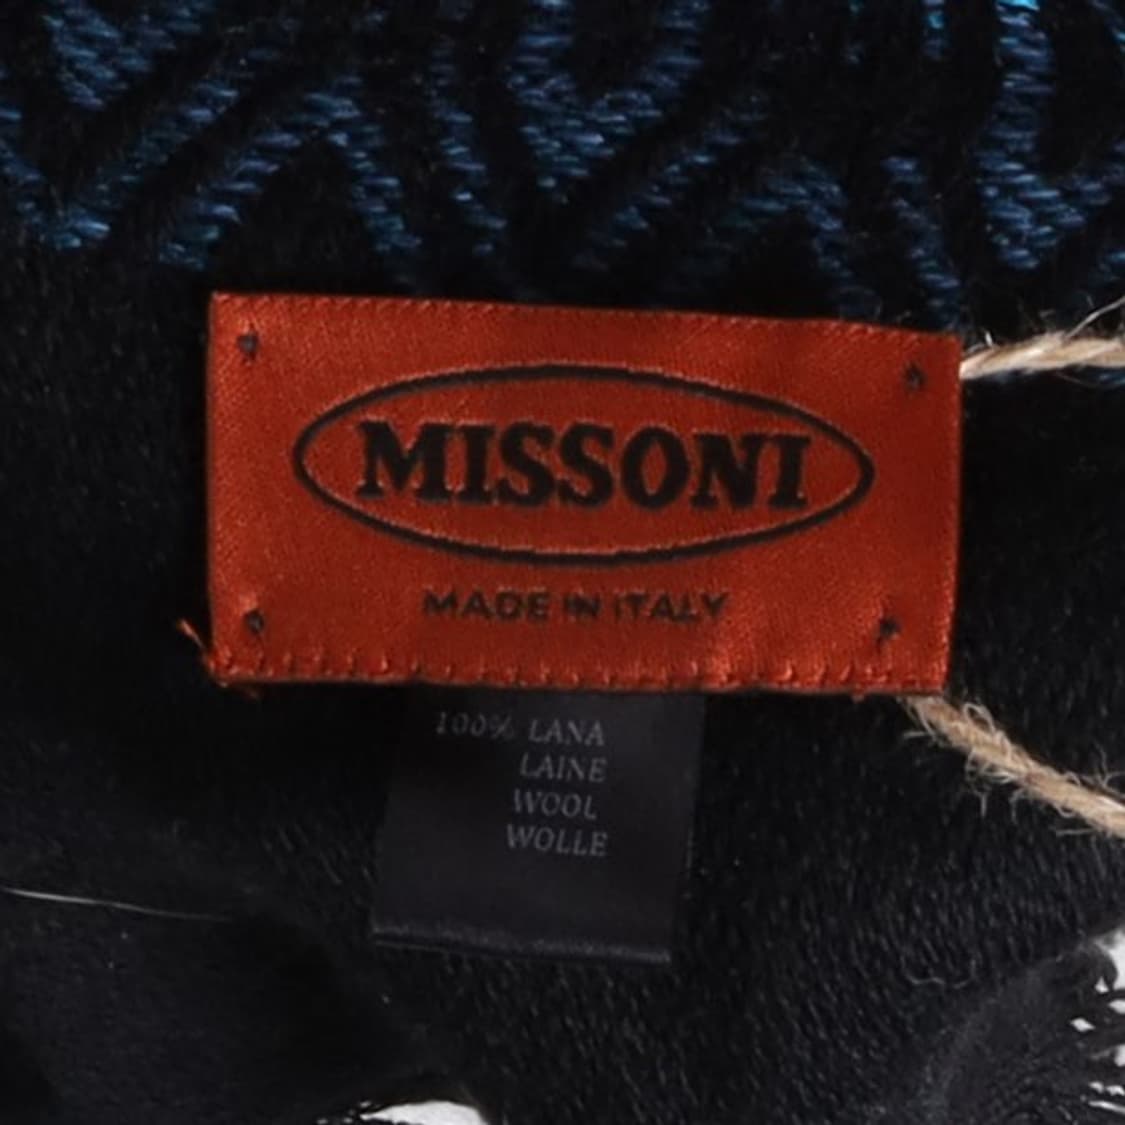 MISSONI
MADE IN ITALY
100% LANA
LAINE
WOOL
WOLLE